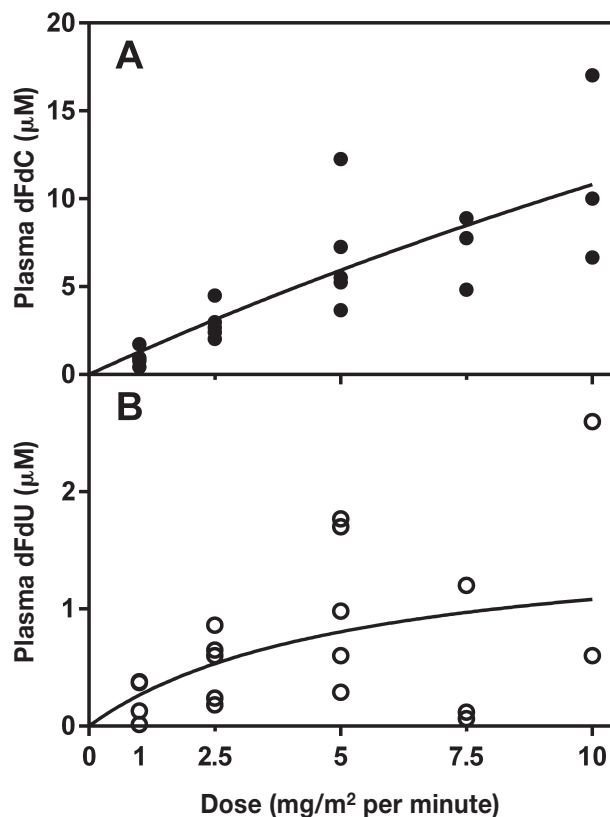 A
Plasma dFdC (μM)
20
15
10
5
0
B
Plasma dFdU (μM)
2
1
0
0 1 2.5 5 7.5 10
Dose (mg/m² per minute)